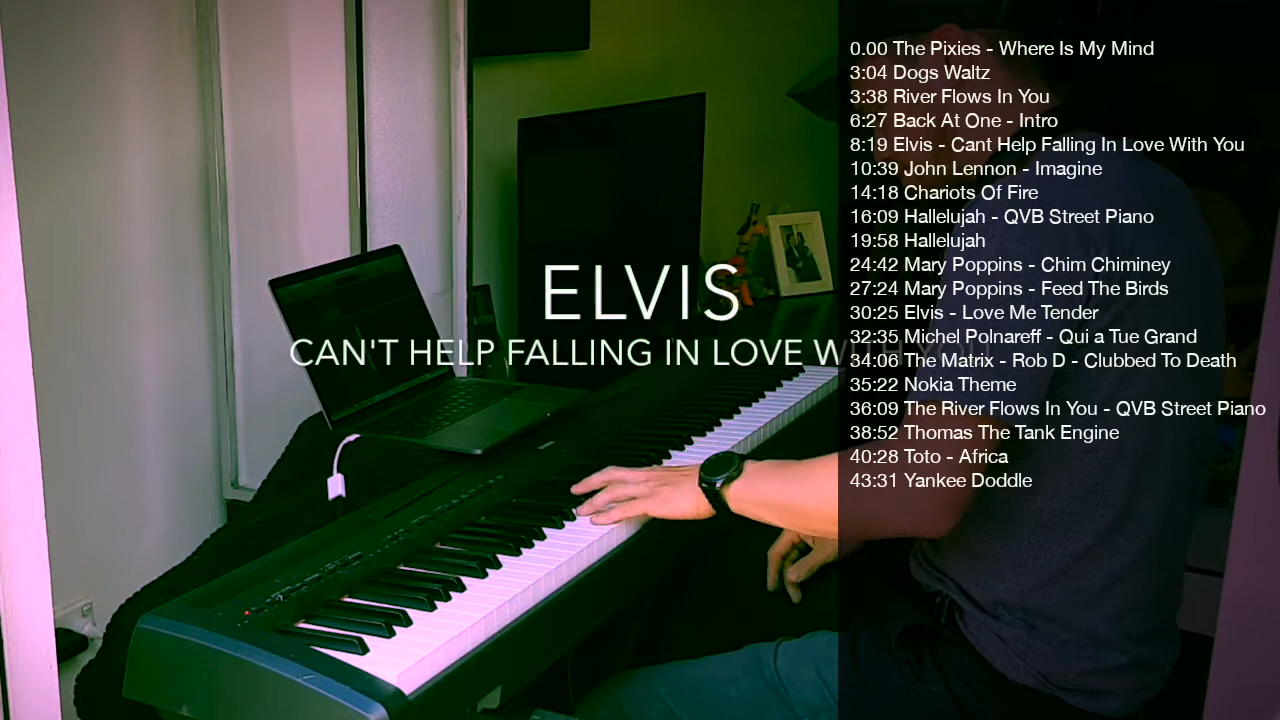 ELVIS
CAN'T HELP FALLING IN LOVE WITH YOU
0.00 The Pixies - Where Is My Mind
3:04 Dogs Waltz
3:38 River Flows In You
6:27 Back At One - Intro
8:19 Elvis - Cant Help Falling In Love With You
10:39 John Lennon - Imagine
14:18 Chariots Of Fire
16:09 Hallelujah - QVB Street Piano
19:58 Hallelujah
24:42 Mary Poppins - Chim Chiminey
27:24 Mary Poppins - Feed The Birds
30:25 Elvis - Love Me Tender
32:35 Michel Polnareff - Qui a Tue Grand
34:06 The Matrix - Rob D - Clubbed To Death
35:22 Nokia Theme
36:09 The River Flows In You - QVB Street Piano
38:52 Thomas The Tank Engine
40:28 Toto - Africa
43:31 Yankee Doddle